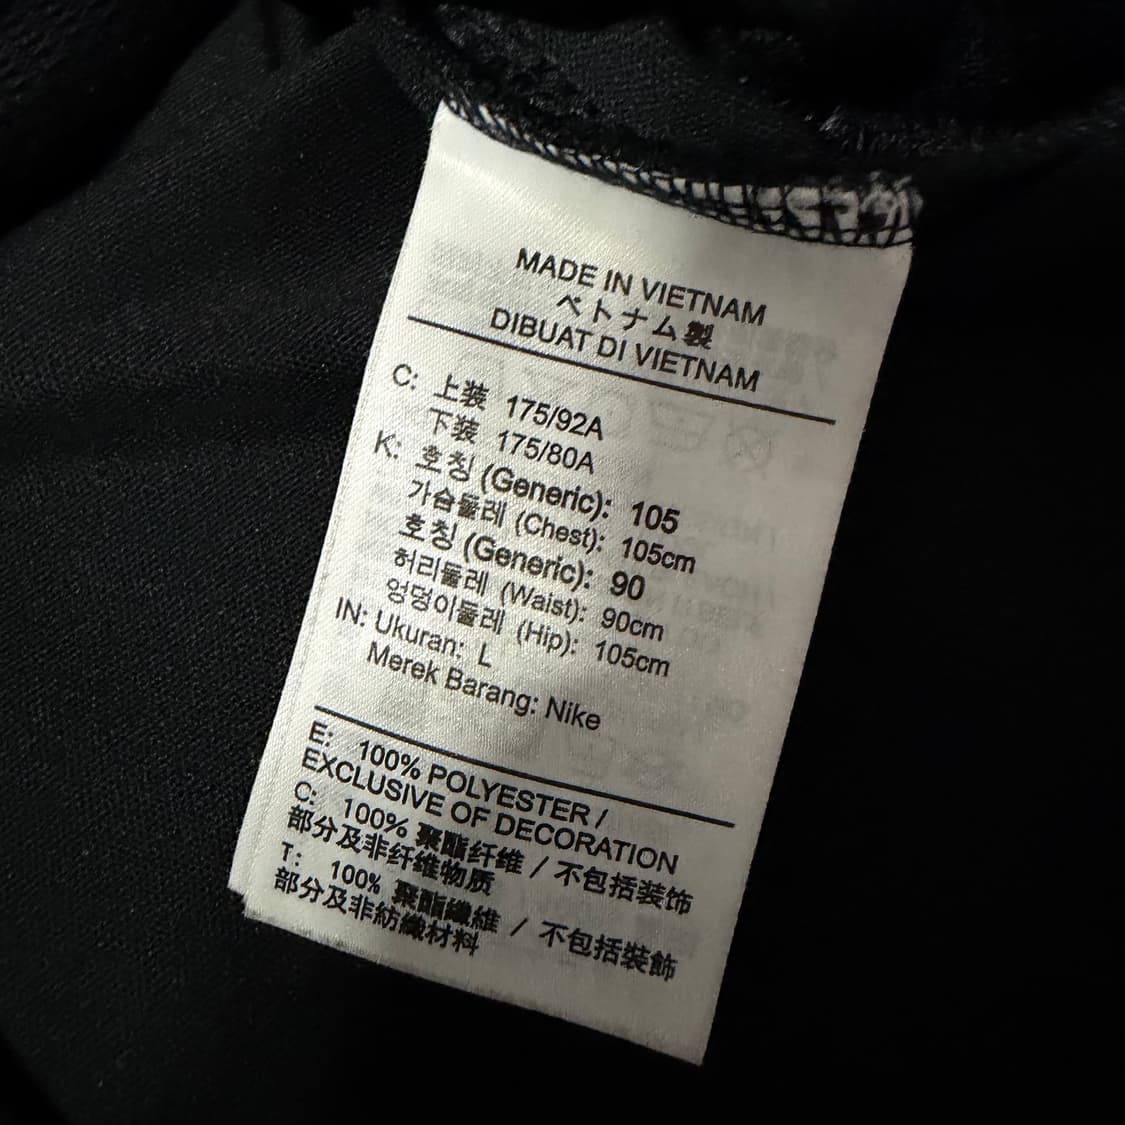 MADE IN VIETNAM
ベトナム製
DIBUAT DI VIETNAM
C: 上装 175/92A
下装 175/80A
K: 호칭 (Generic): 105
가슴둘레 (Chest): 105cm
호칭 (Generic): 90
허리둘레 (Waist): 90cm
엉덩이둘레 (Hip): 105cm
IN: Ukuran: L
Merek Barang: Nike
E: 100% POLYESTER /
EXCLUSIVE OF DECORATION
C: 100% 聚酯纤维 / 不包括装饰
部分及非纤维物质
T: 100% 聚酯纖維 / 不包括裝飾
部分及非紡織材料